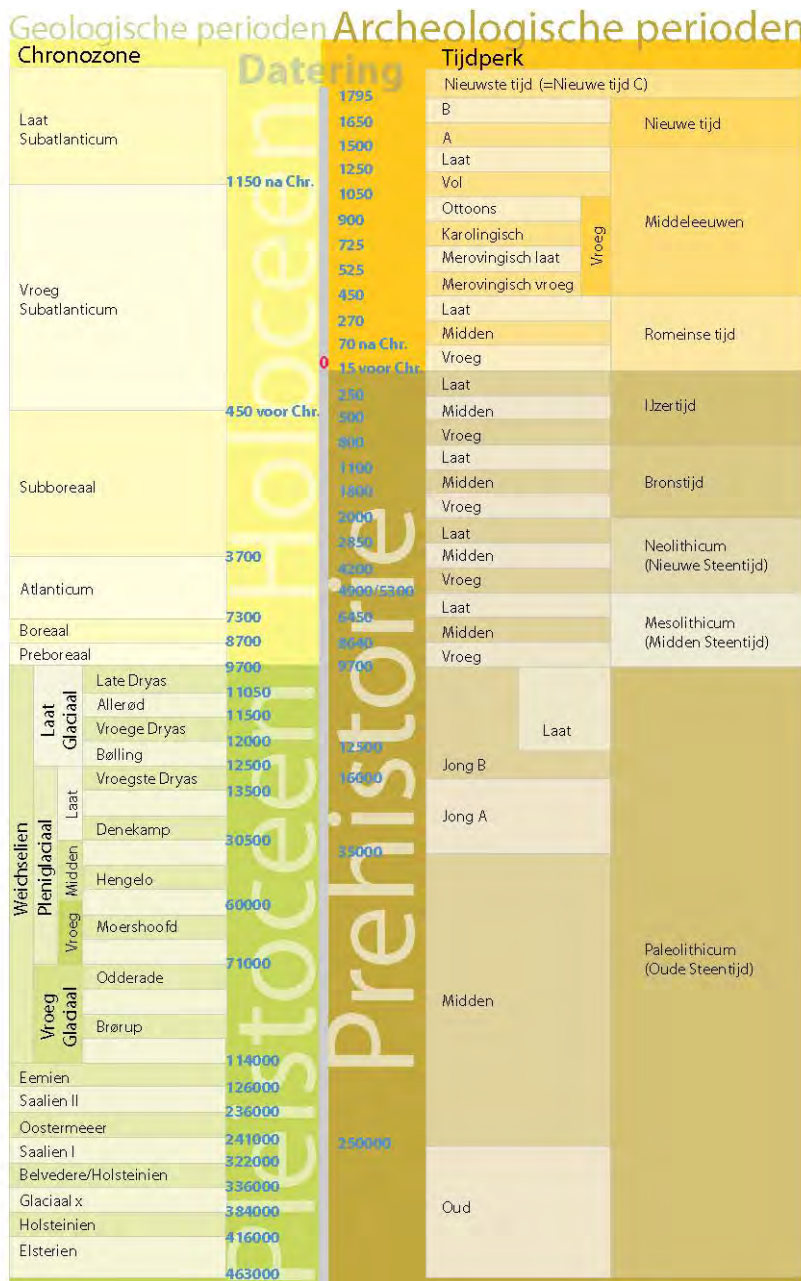 Geologische perioden
Archeologische perioden
Chronozone
Datering
Tijdperk
Holoceen
Pleistoceen
Prehistorie
Laat
Subatlanticum
1150 na Chr.
Vroeg
Subatlanticum
450 voor Chr.
Subboreaal
3700
Atlanticum
7300
Boreaal
8700
Preboreaal
9700
Weichselien
Laat
Glaciaal
Late Dryas
11050
Allerød
11500
Vroege Dryas
12000
Bølling
12500
Pleniglaciaal
Laat
Vroegste Dryas
13500
Denekamp
30500
Midden
Hengelo
60000
Vroeg
Moershoofd
71000
Vroeg
Glaciaal
Odderade
Brørup
114000
Eemien
126000
Saalien II
236000
Oostermeeer
241000
Saalien I
322000
Belvedere/Holsteinien
336000
Glaciaal x
384000
Holsteinien
416000
Elsterien
463000
Nieuwste tijd (=Nieuwe tijd C)
1795
B
1650
A
1500
Nieuwe tijd
Laat
1250
Vol
1050
Ottoons
900
Karolingisch
725
Merovingisch laat
525
Merovingisch vroeg
450
Vroeg
Middeleeuwen
Laat
270
Midden
70 na Chr.
0
Vroeg
15 voor Chr.
Romeinse tijd
Laat
250
Midden
500
Vroeg
800
IJzertijd
Laat
1100
Midden
1800
Vroeg
2000
Bronstijd
Laat
2850
Midden
4200
Vroeg
4900/5300
Neolithicum
(Nieuwe Steentijd)
Laat
6450
Midden
8640
Vroeg
9700
Mesolithicum
(Midden Steentijd)
Laat
12500
Jong B
16000
Jong A
35000
Midden
250000
Oud
Paleolithicum
(Oude Steentijd)